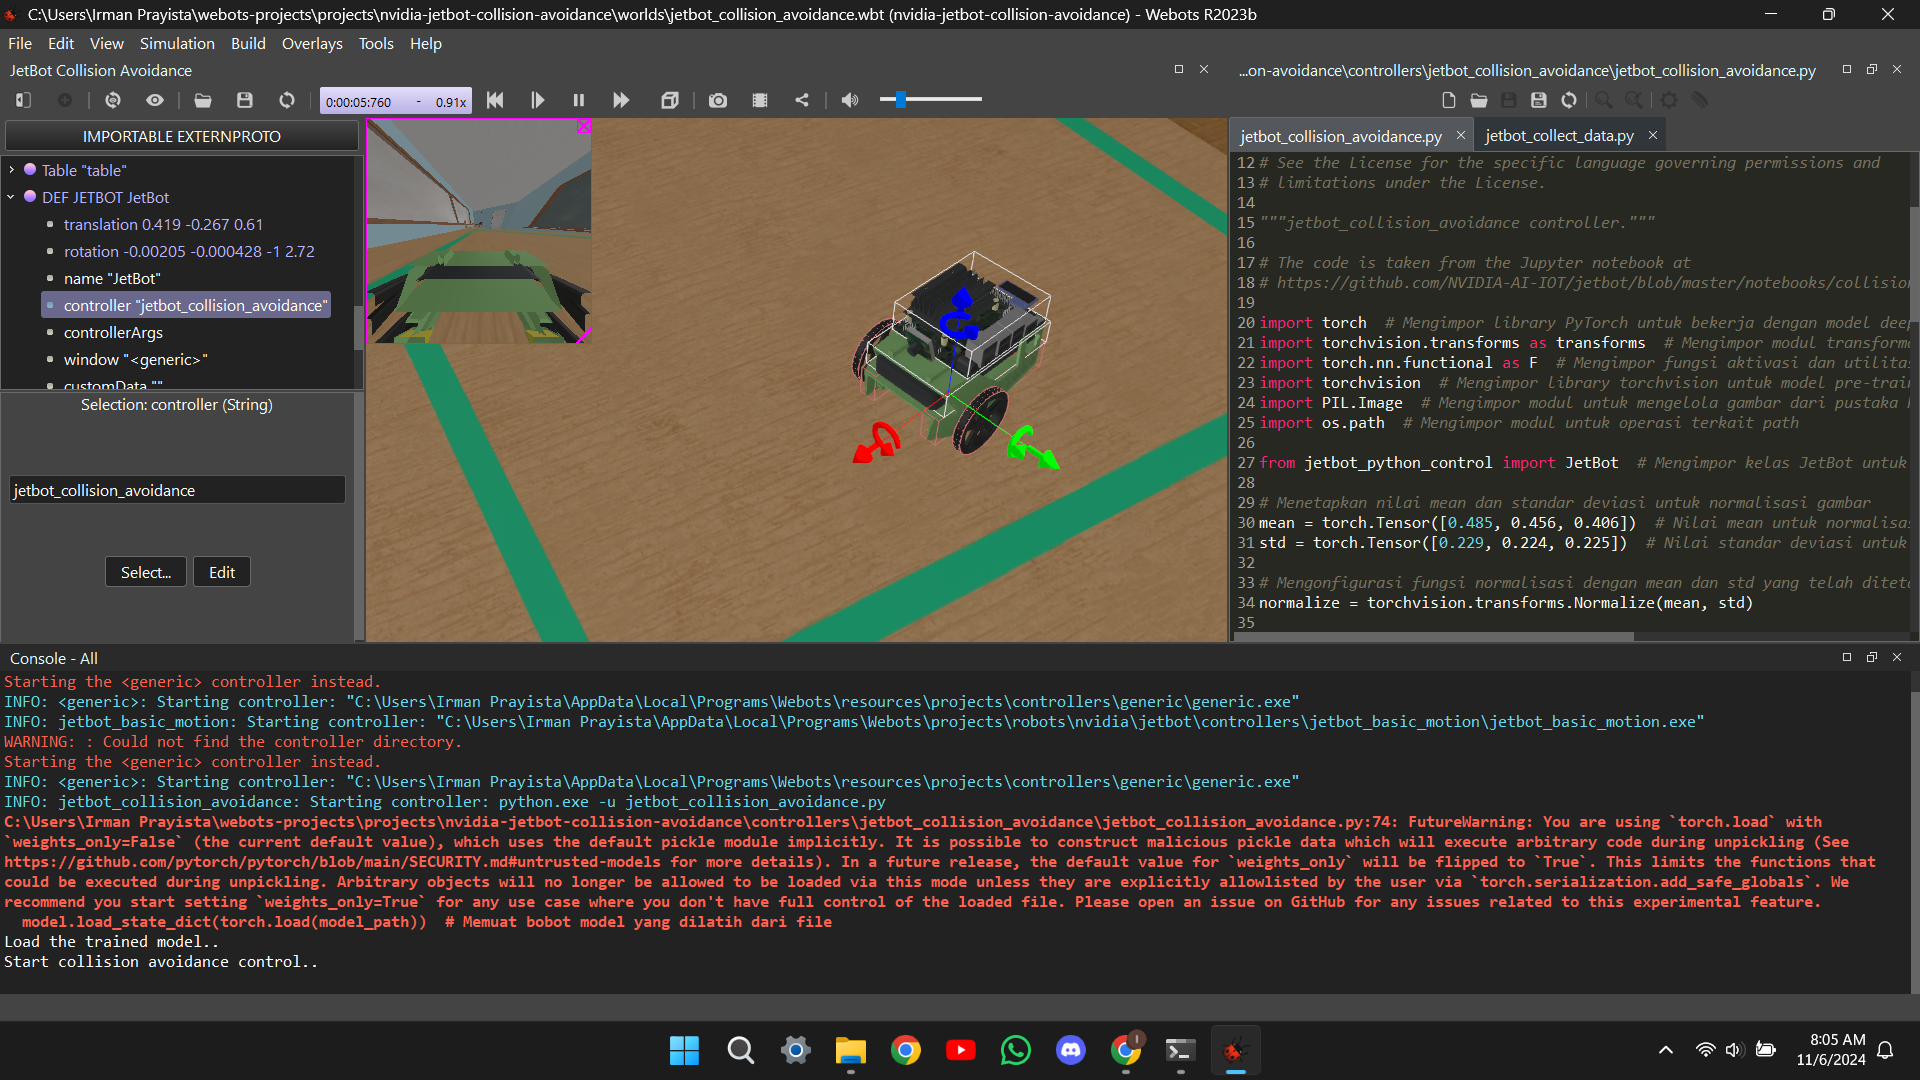 C:\Users\Irman Prayista\webots-projects\projects\nvidia-jetbot-collision-avoidance\worlds\jetbot_collision_avoidance.wbt (nvidia-jetbot-collision-avoidance) - Webots R2023b
File Edit View Simulation Build Overlays Tools Help
JetBot Collision Avoidance
...on-avoidance\controllers\jetbot_collision_avoidance\jetbot_collision_avoidance.py
0:00:05:760 - 0.91x
IMPORTABLE EXTERNPROTO
Table "table"
DEF JETBOT JetBot
translation 0.419 -0.267 0.61
rotation -0.00205 -0.000428 -1 2.72
name "JetBot"
controller "jetbot_collision_avoidance"
controllerArgs
window "<generic>"
customData ""
Selection: controller (String)
jetbot_collision_avoidance
Select... Edit
jetbot_collision_avoidance.py jetbot_collect_data.py
12 # See the License for the specific language governing permissions and
13 # limitations under the License.
14
15 """jetbot_collision_avoidance controller."""
16
17 # The code is taken from the Jupyter notebook at
18 # https://github.com/NVIDIA-AI-IOT/jetbot/blob/master/notebooks/collision
19
20 import torch # Mengimpor library PyTorch untuk bekerja dengan model deep
21 import torchvision.transforms as transforms # Mengimpor modul transforma
22 import torch.nn.functional as F # Mengimpor fungsi aktivasi dan utilitas
23 import torchvision # Mengimpor library torchvision untuk model pre-train
24 import PIL.Image # Mengimpor modul untuk mengelola gambar dari pustaka
25 import os.path # Mengimpor modul untuk operasi terkait path
26
27 from jetbot_python_control import JetBot # Mengimpor kelas JetBot untuk
28
29 # Menetapkan nilai mean dan standar deviasi untuk normalisasi gambar
30 mean = torch.Tensor([0.485, 0.456, 0.406]) # Nilai mean untuk normalisas
31 std = torch.Tensor([0.229, 0.224, 0.225]) # Nilai standar deviasi untuk
32
33 # Mengonfigurasi fungsi normalisasi dengan mean dan std yang telah diteta
34 normalize = torchvision.transforms.Normalize(mean, std)
35
Console - All
Starting the <generic> controller instead.
INFO: <generic>: Starting controller: "C:\Users\Irman Prayista\AppData\Local\Programs\Webots\resources\projects\controllers\generic\generic.exe"
INFO: jetbot_basic_motion: Starting controller: "C:\Users\Irman Prayista\AppData\Local\Programs\Webots\projects\robots\nvidia\jetbot\controllers\jetbot_basic_motion\jetbot_basic_motion.exe"
WARNING: : Could not find the controller directory.
Starting the <generic> controller instead.
INFO: <generic>: Starting controller: "C:\Users\Irman Prayista\AppData\Local\Programs\Webots\resources\projects\controllers\generic\generic.exe"
INFO: jetbot_collision_avoidance: Starting controller: python.exe -u jetbot_collision_avoidance.py
C:\Users\Irman Prayista\webots-projects\projects\nvidia-jetbot-collision-avoidance\controllers\jetbot_collision_avoidance\jetbot_collision_avoidance.py:74: FutureWarning: You are using `torch.load` with
`weights_only=False` (the current default value), which uses the default pickle module implicitly. It is possible to construct malicious pickle data which will execute arbitrary code during unpickling (See
https://github.com/pytorch/pytorch/blob/main/SECURITY.md#untrusted-models for more details). In a future release, the default value for `weights_only` will be flipped to `True`. This limits the functions that
could be executed during unpickling. Arbitrary objects will no longer be allowed to be loaded via this mode unless they are explicitly allowlisted by the user via `torch.serialization.add_safe_globals`. We
recommend you start setting `weights_only=True` for any use case where you don't have full control of the loaded file. Please open an issue on GitHub for any issues related to this experimental feature.
model.load_state_dict(torch.load(model_path)) # Memuat bobot model yang dilatih dari file
Load the trained model..
Start collision avoidance control..
8:05 AM
11/6/2024